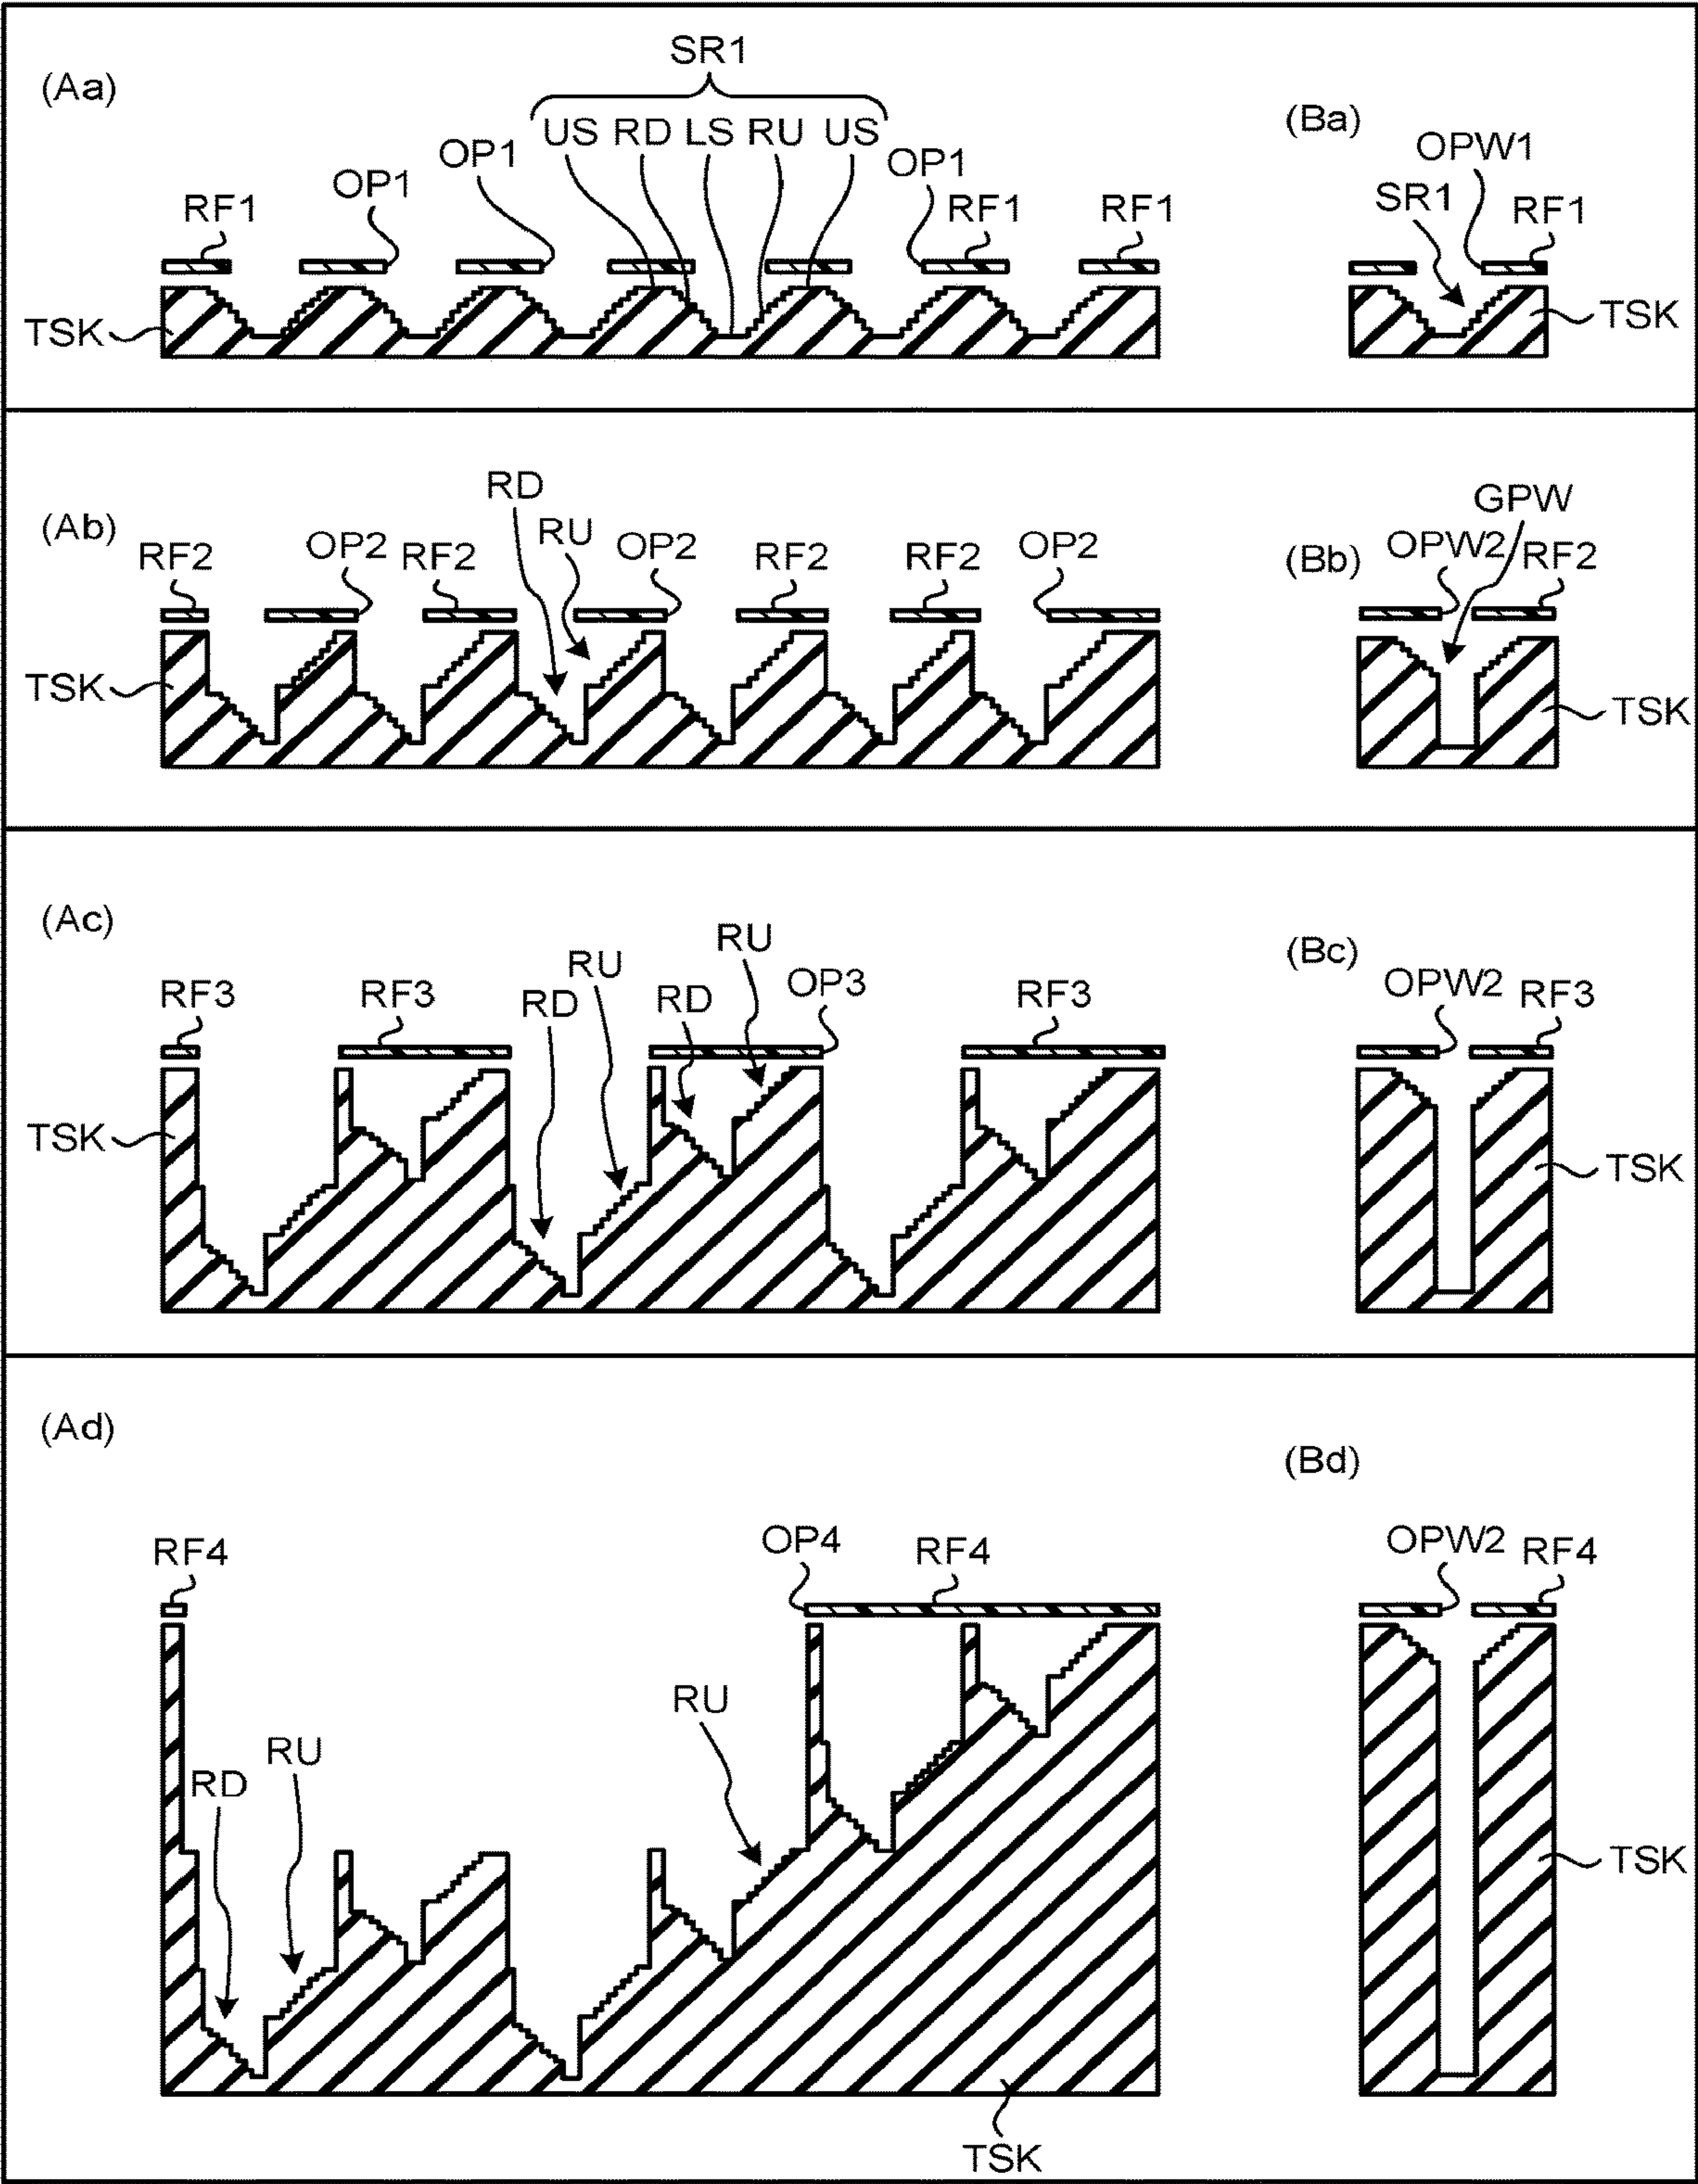 (Aa)
SR1
US RD LS RU US
OP1
OP1
OP1
RF1
RF1
RF1
TSK
(Ba)
OPW1
SR1
RF1
TSK
(Ab)
RD
RU
RF2
OP2
RF2
OP2
RF2
RF2
OP2
TSK
(Bb)
GPW
OPW2
RF2
TSK
(Ac)
RU
RU
RD
RD
OP3
RF3
RF3
RF3
TSK
(Bc)
OPW2
RF3
TSK
(Ad)
RF4
OP4
RF4
RU
RU
RD
TSK
(Bd)
OPW2
RF4
TSK